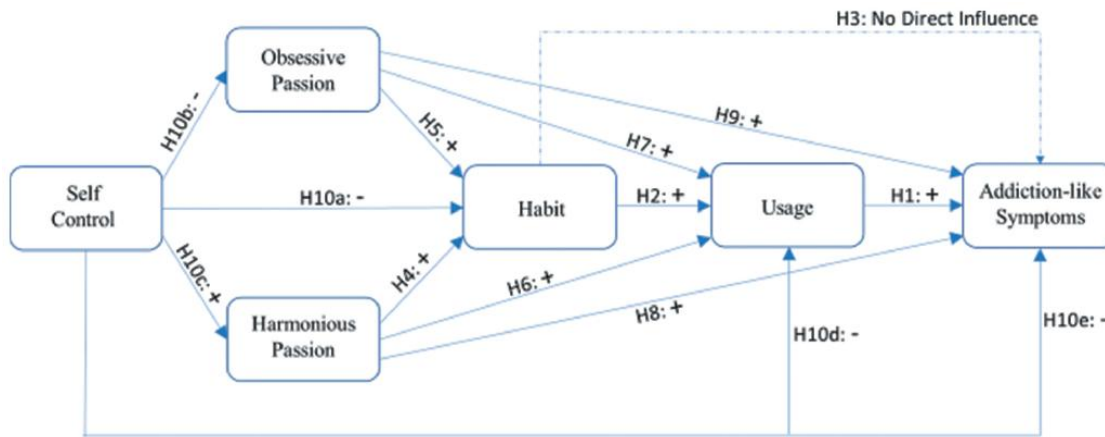 H3: No Direct Influence
Obsessive
Passion
H10b: -
H5: +
H9: +
H7: +
Self
Control
H10a: -
Habit
H2: +
Usage
H1: +
Addiction-like
Symptoms
H10c: +
H4: +
H6: +
H8: +
Harmonious
Passion
H10d: -
H10e: -